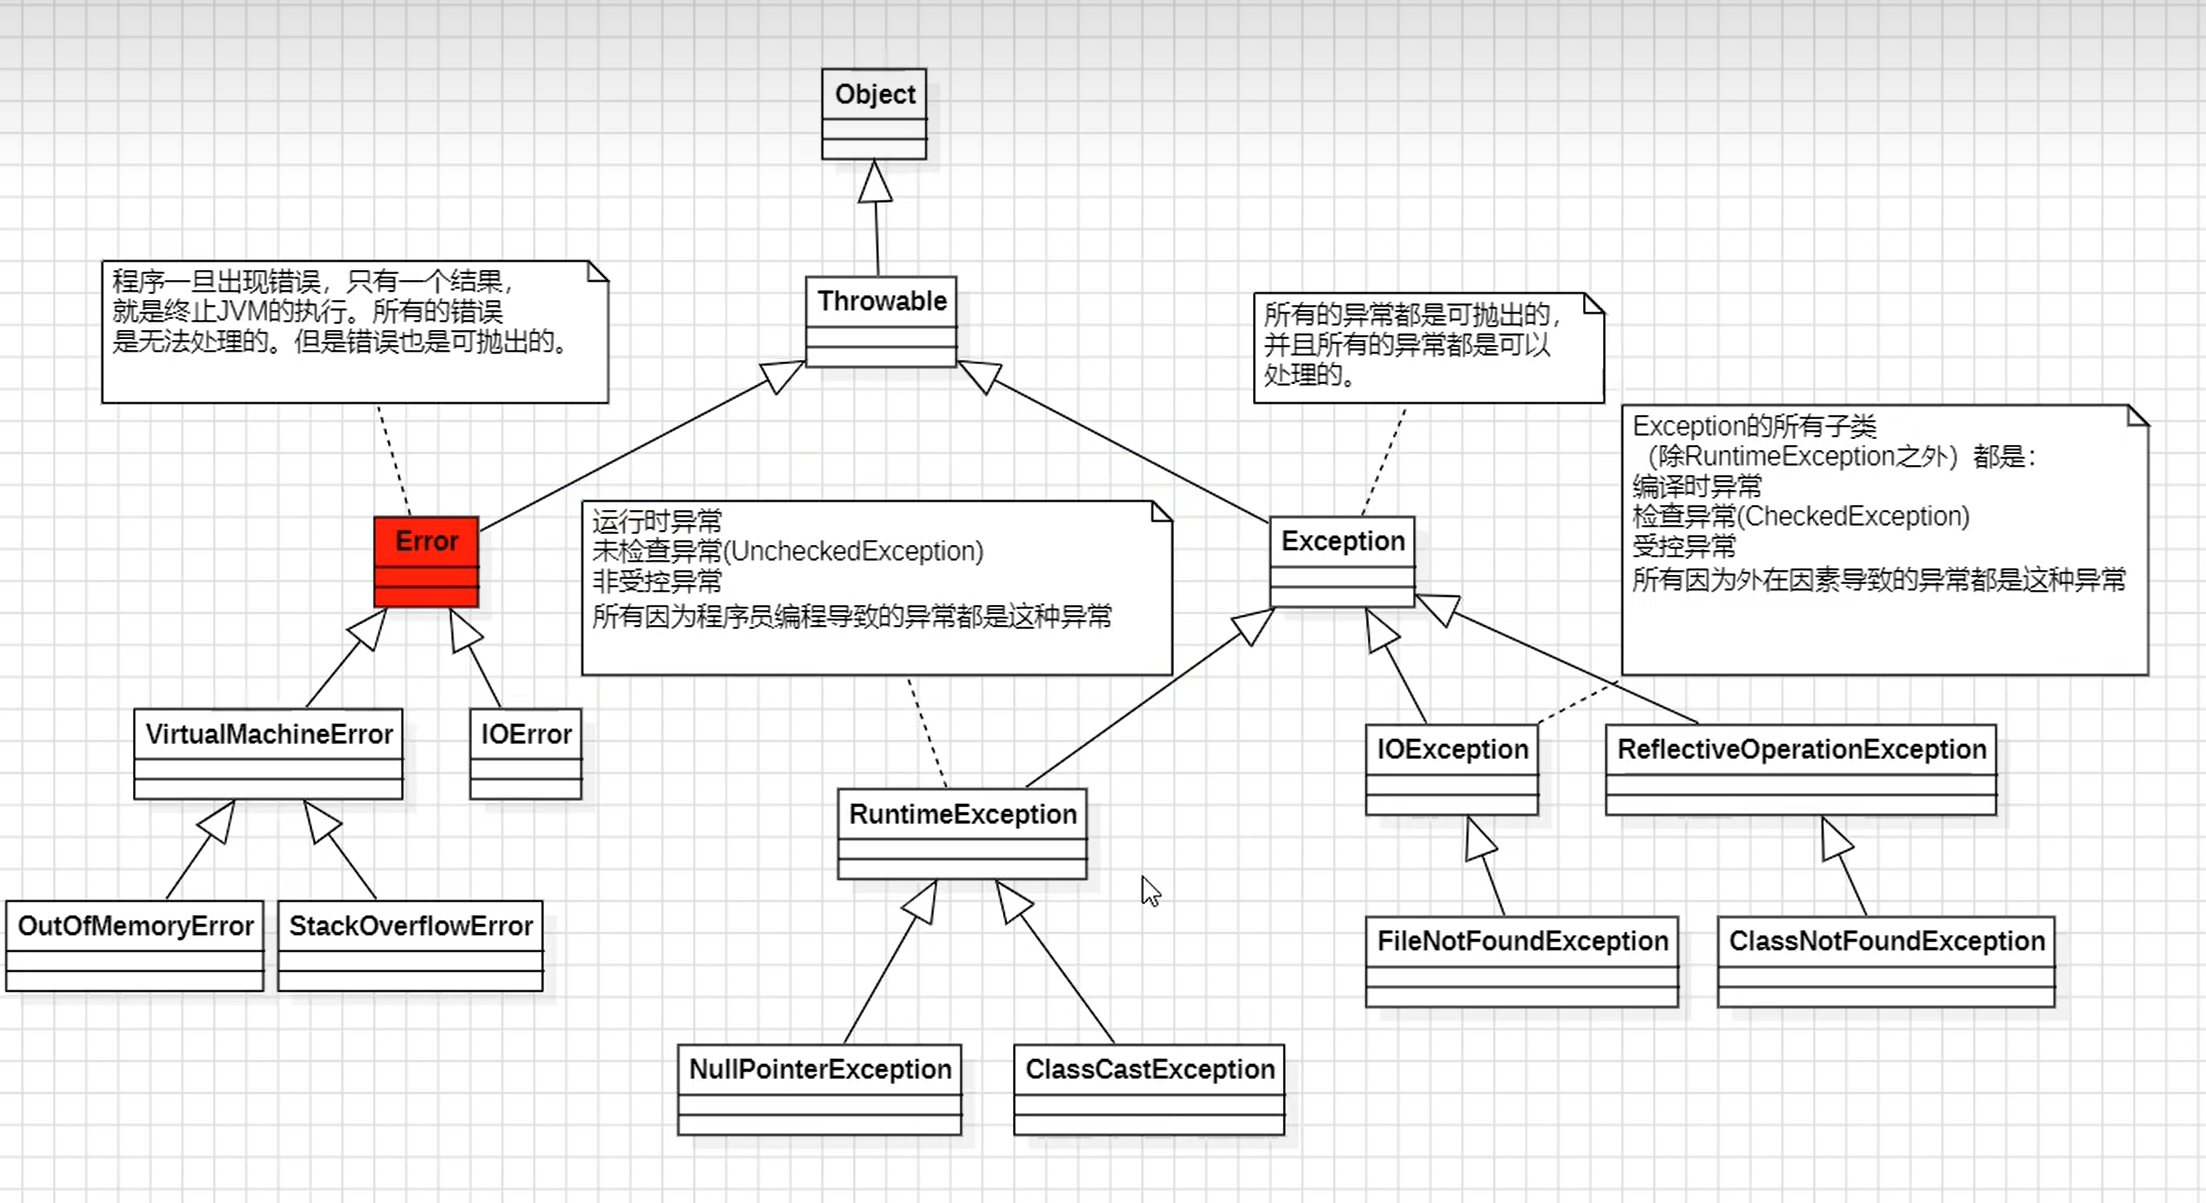 Object
程序一旦出现错误，只有一个结果，
就是终止JVM的执行。所有的错误
是无法处理的。但是错误也是可抛出的。
Throwable
所有的异常都是可抛出的，
并且所有的异常都是可以
处理的。
Exception的所有子类
（除RuntimeException之外）都是：
编译时异常
检查异常(CheckedException)
受控异常
所有因为外在因素导致的异常都是这种异常
Error
运行时异常
未检查异常(UncheckedException)
非受控异常
所有因为程序员编程导致的异常都是这种异常
Exception
VirtualMachineError
IOError
IOException
ReflectiveOperationException
RuntimeException
OutOfMemoryError
StackOverflowError
FileNotFoundException
ClassNotFoundException
NullPointerException
ClassCastException